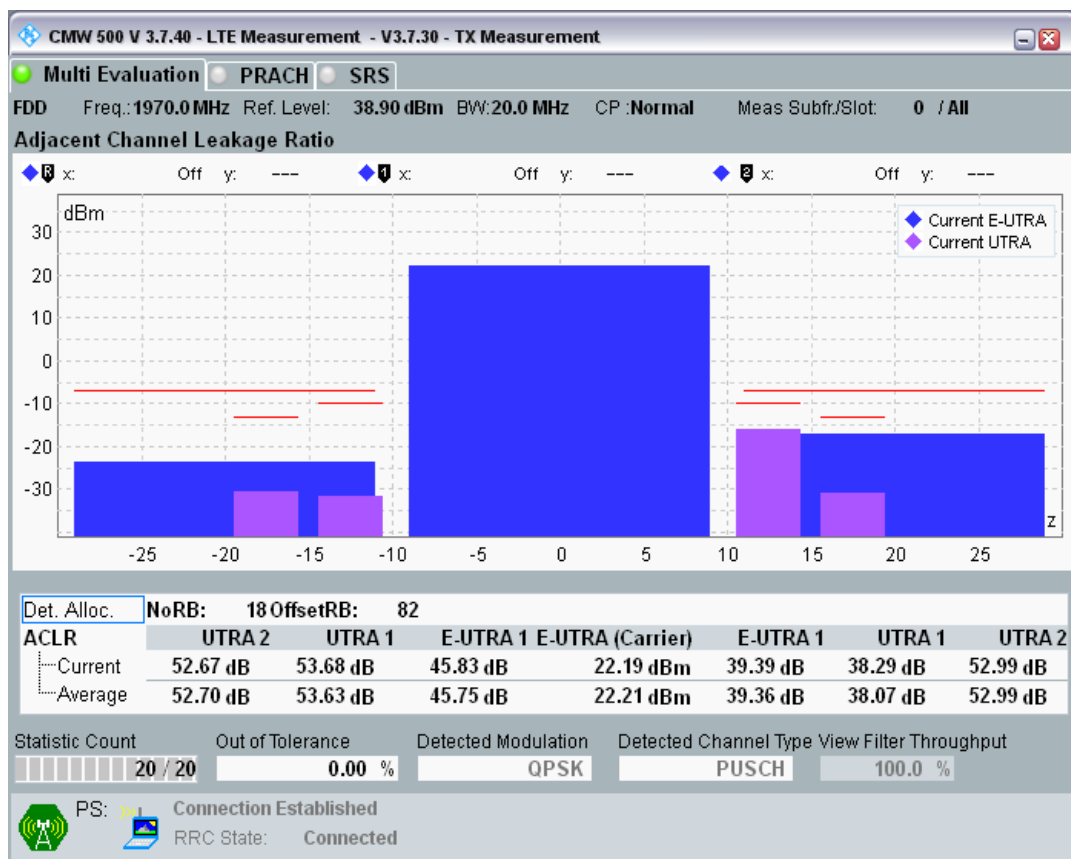 CMW 500 V 3.7.40 - LTE Measurement - V3.7.30 - TX Measurement
Multi Evaluation PRACH SRS
FDD Freq.:1970.0 MHz Ref. Level: 38.90 dBm BW:20.0 MHz CP :Normal Meas Subfr./Slot: 0 / All
Adjacent Channel Leakage Ratio
R x: Off y: --- 1 x: Off y: --- 2 x: Off y: ---
dBm
Current E-UTRA
Current UTRA
30
20
10
0
-10
-20
-30
z
-25 -20 -15 -10 -5 0 5 10 15 20 25
Det. Alloc. NoRB: 18 OffsetRB: 82
ACLR UTRA 2 UTRA 1 E-UTRA 1 E-UTRA (Carrier) E-UTRA 1 UTRA 1 UTRA 2
Current 52.67 dB 53.68 dB 45.83 dB 22.19 dBm 39.39 dB 38.29 dB 52.99 dB
Average 52.70 dB 53.63 dB 45.75 dB 22.21 dBm 39.36 dB 38.07 dB 52.99 dB
Statistic Count Out of Tolerance Detected Modulation Detected Channel Type View Filter Throughput
20 / 20 0.00 % QPSK PUSCH 100.0 %
PS: Connection Established
RRC State: Connected